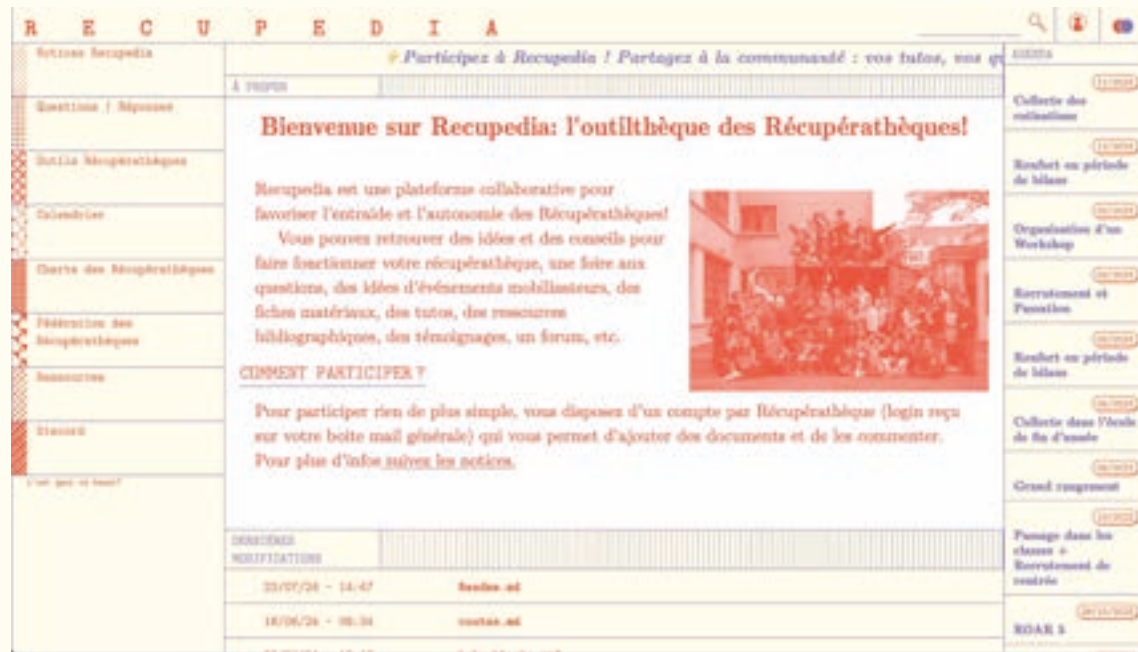 RECUPEDIA
Notices Recupedia
Questions / Réponses
Outils Récupérathèques
Calendrier
Charte des Récupérathèques
Fédération des
Récupérathèques
Ressources
Discord
⚡Participez à Recupedia ! Partagez à la communauté : vos tutos, vos qu
À PROPOS
Bienvenue sur Recupedia: l'outilthèque des Récupérathèques!
Recupedia est une plateforme collaborative pour
favoriser l'entraide et l'autonomie des Récupérathèques!
Vous pouvez retrouver des idées et des conseils pour
faire fonctionner votre récupérathèque, une foire aux
questions, des idées d'événements mobilisateurs, des
fiches matériaux, des tutos, des ressources
bibliographiques, des témoignages, un forum, etc.
COMMENT PARTICIPER ?
Pour participer rien de plus simple, vous disposez d'un compte par Récupérathèque (login reçu
sur votre boite mail générale) qui vous permet d'ajouter des documents et de les commenter.
Pour plus d'infos suivez les notices.
DERNIÈRES
MODIFICATIONS
AGENDA
Collecte des
cotisations
Renfort en période
de bilans
Organisation d'un
Workshop
Recrutement et
Passation
Renfort en période
de bilans
Collecte dans l'école
de fin d'année
Grand rangement
Passage dans les
classes +
Recrutement de
rentrée
ROAR 5